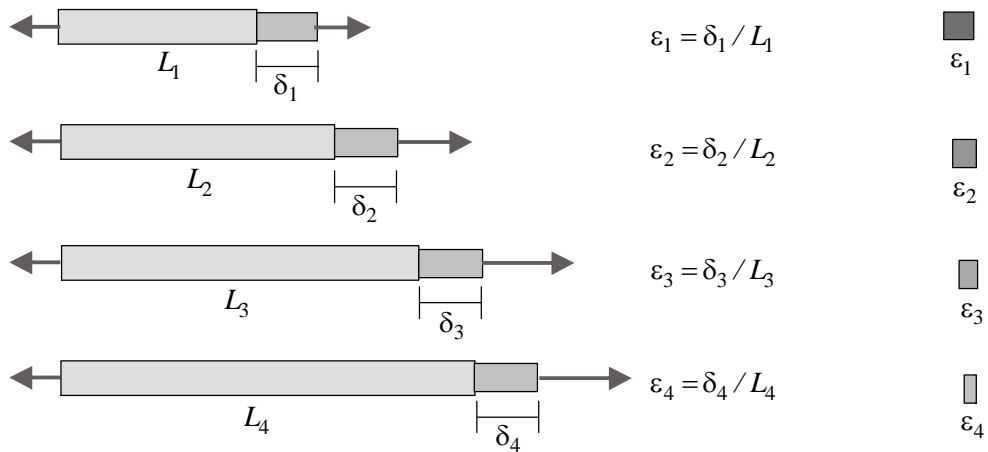 L₁
δ₁
ε₁ = δ₁ / L₁
ε₁
L₂
δ₂
ε₂ = δ₂ / L₂
ε₂
L₃
δ₃
ε₃ = δ₃ / L₃
ε₃
L₄
δ₄
ε₄ = δ₄ / L₄
ε₄